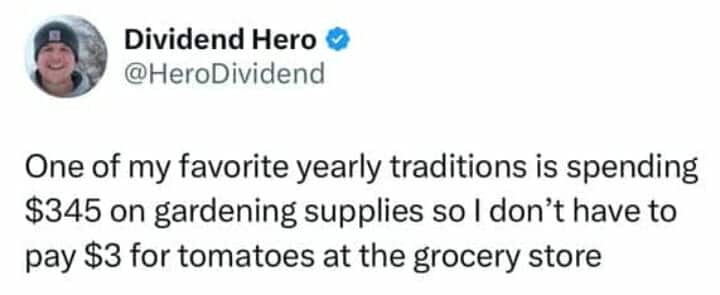 Dividend Hero
@HeroDividend
One of my favorite yearly traditions is spending
$345 on gardening supplies so I don’t have to
pay $3 for tomatoes at the grocery store